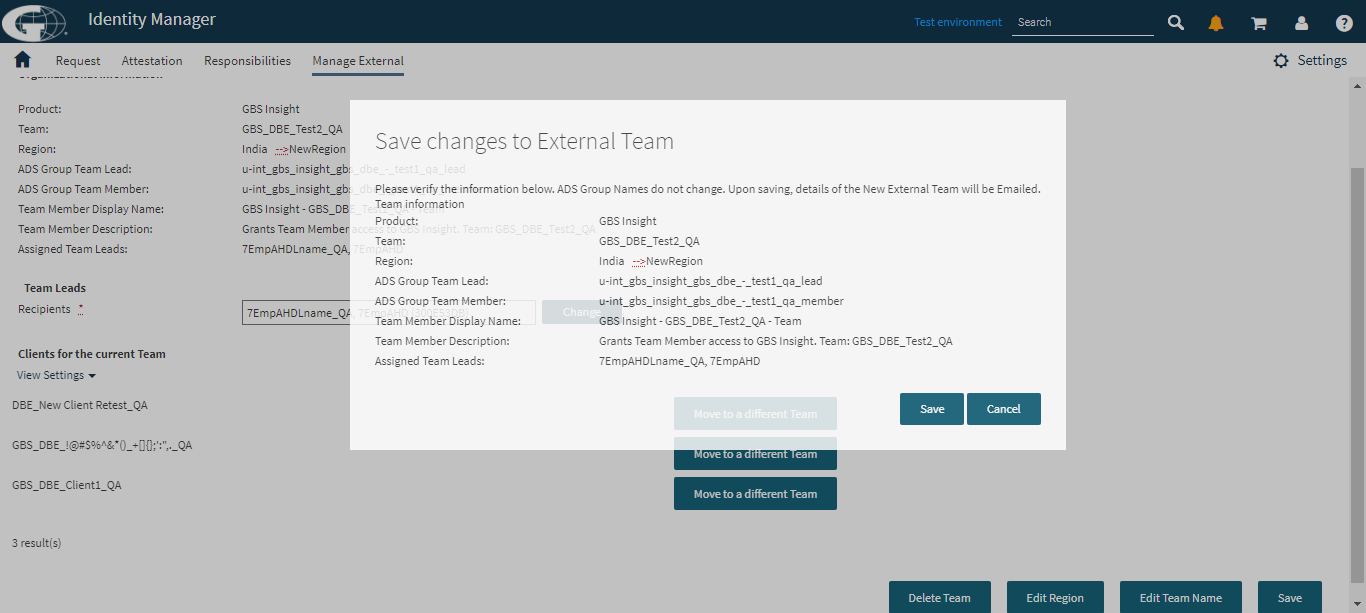 Identity Manager
Test environment
Search
Request
Attestation
Responsibilities
Manage External
Settings
Organizational Information
Product: GBS Insight
Team: GBS_DBE_Test2_QA
Region: India -->NewRegion
ADS Group Team Lead: u-int_gbs_insight_gbs_dbe_-_test1_qa_lead
ADS Group Team Member: u-int_gbs_insight_gbs
Team Member Display Name: GBS Insight - GBS_DBE_Test2_QA - Team
Team Member Description: Grants Team Member access to GBS Insight. Team: GBS_DBE_Test2_QA
Assigned Team Leads: 7EmpAHDLname_QA, 7EmpAHD
Team Leads
Recipients *
7EmpAHDLname_QA, 7EmpAHD
Change
Clients for the current Team
View Settings
DBE_New Client Retest_QA
Move to a different Team
GBS_DBE_!@#$%^&*()_+[]{};':",._QA
Move to a different Team
GBS_DBE_Client1_QA
Move to a different Team
3 result(s)
Delete Team
Edit Region
Edit Team Name
Save
Save changes to External Team
Please verify the information below. ADS Group Names do not change. Upon saving, details of the New External Team will be Emailed.
Team information
Product: GBS Insight
Team: GBS_DBE_Test2_QA
Region: India -->NewRegion
ADS Group Team Lead: u-int_gbs_insight_gbs_dbe_-_test1_qa_lead
ADS Group Team Member: u-int_gbs_insight_gbs_dbe_-_test1_qa_member
Team Member Display Name: GBS Insight - GBS_DBE_Test2_QA - Team
Team Member Description: Grants Team Member access to GBS Insight. Team: GBS_DBE_Test2_QA
Assigned Team Leads: 7EmpAHDLname_QA, 7EmpAHD
Save
Cancel